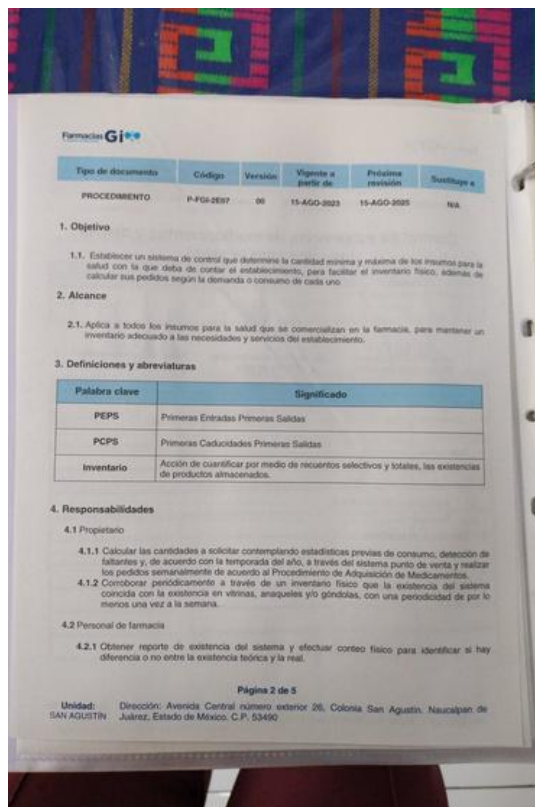 Farmacias Gi
Tipo de documento Código Versión Vigente a partir de Próxima revisión Sustituye a
PROCEDIMIENTO P-FGI-2E07 00 15-AGO-2023 15-AGO-2025 N/A
1. Objetivo
1.1. Establecer un sistema de control que determine la cantidad mínima y máxima de los insumos para la
salud con la que deba de contar el establecimiento, para facilitar el inventario físico, además de
calcular sus pedidos según la demanda o consumo de cada uno
2. Alcance
2.1. Aplica a todos los insumos para la salud que se comercializan en la farmacia, para mantener un
inventario adecuado a las necesidades y servicios del establecimiento.
3. Definiciones y abreviaturas
Palabra clave Significado
PEPS Primeras Entradas Primeras Salidas
PCPS Primeras Caducidades Primeras Salidas
Inventario Acción de cuantificar por medio de recuentos selectivos y totales, las existencias
de productos almacenados.
4. Responsabilidades
4.1 Propietario
4.1.1 Calcular las cantidades a solicitar contemplando estadísticas previas de consumo, detección de
faltantes y, de acuerdo con la temporada del año, a través del sistema punto de venta y realizar
los pedidos semanalmente de acuerdo al Procedimiento de Adquisición de Medicamentos.
4.1.2 Corroborar periódicamente a través de un inventario físico que la existencia del sistema
coincida con la existencia en vitrinas, anaqueles y/o góndolas, con una periodicidad de por lo
menos una vez a la semana.
4.2 Personal de farmacia
4.2.1 Obtener reporte de existencia del sistema y efectuar conteo físico para identificar si hay
diferencia o no entre la existencia teórica y la real.
Página 2 de 5
Unidad: Dirección: Avenida Central número exterior 26, Colonia San Agustín, Naucalpan de
SAN AGUSTÍN Juárez, Estado de México. C.P. 53490